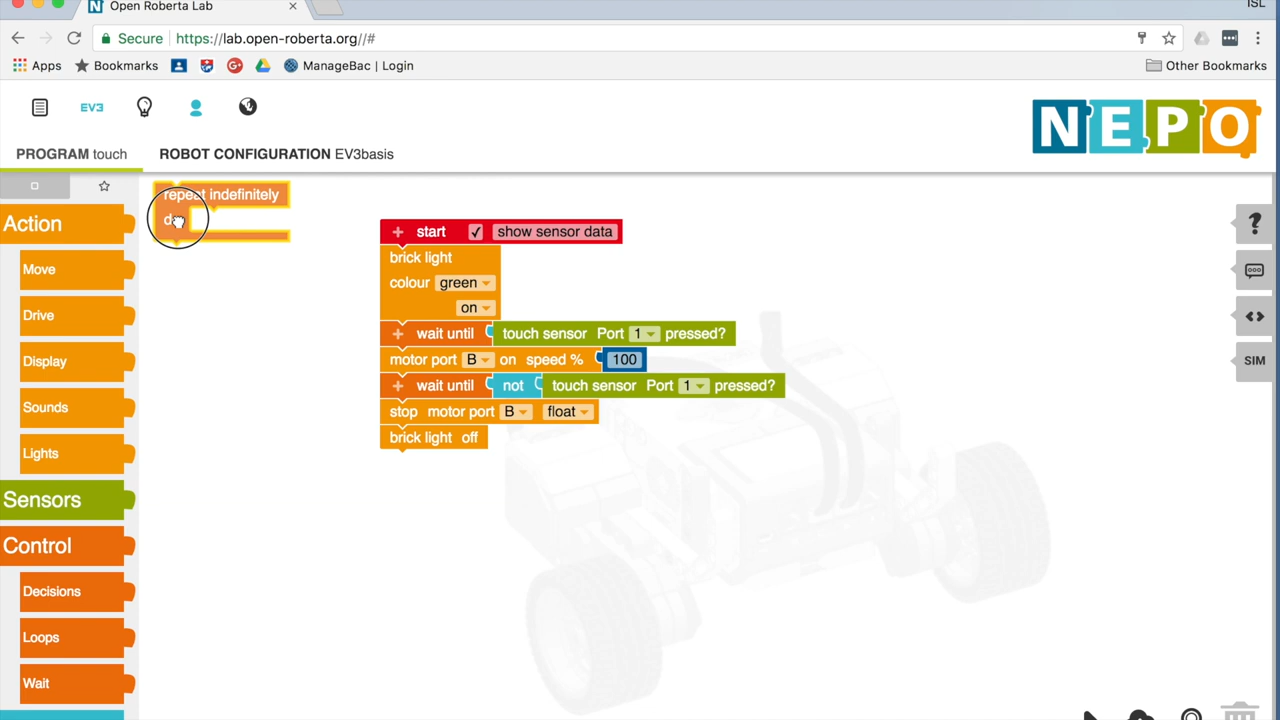 Open Roberta Lab ×
ISL
Secure https://lab.open-roberta.org//#
Apps Bookmarks ManageBac | Login Other Bookmarks
EV3
NEPO
PROGRAM touch ROBOT CONFIGURATION EV3basis
Action
Move
Drive
Display
Sounds
Lights
Sensors
Control
Decisions
Loops
Wait
repeat indefinitely
do
+ start ✓ show sensor data
brick light
colour green
on
+ wait until touch sensor Port 1 pressed?
motor port B on speed % 100
+ wait until not touch sensor Port 1 pressed?
stop motor port B float
brick light off
?
SIM